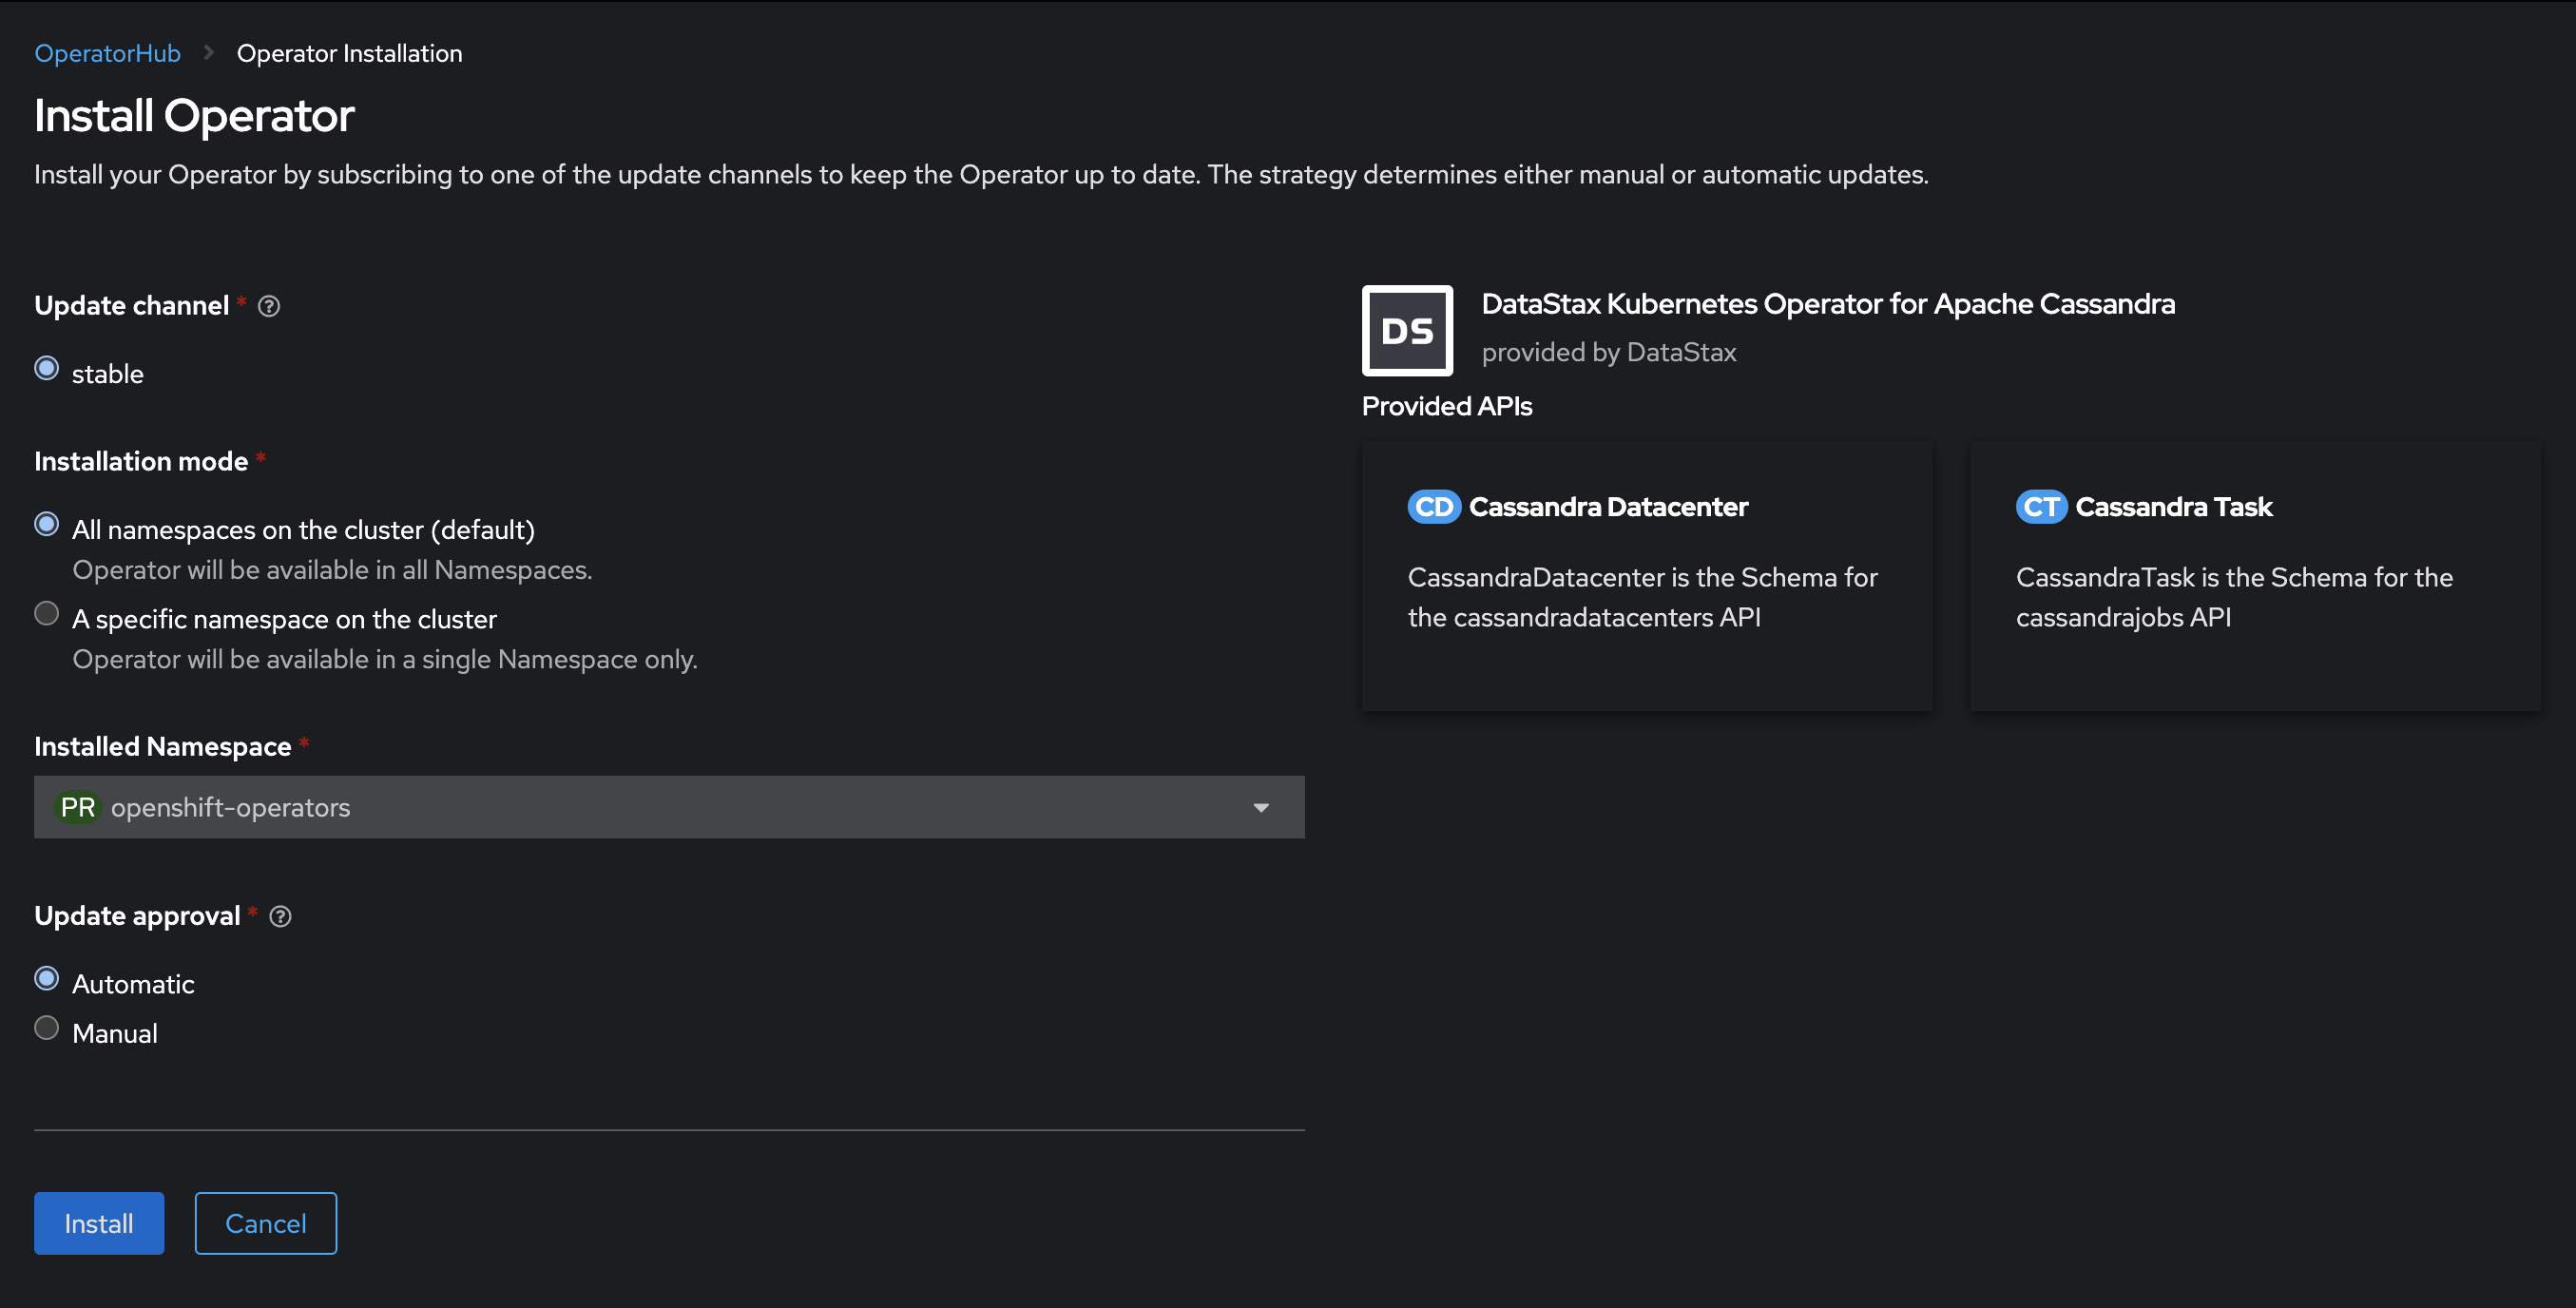 OperatorHub > Operator Installation
Install Operator
Install your Operator by subscribing to one of the update channels to keep the Operator up to date. The strategy determines either manual or automatic updates.
Update channel * ?
stable
Installation mode *
All namespaces on the cluster (default)
Operator will be available in all Namespaces.
A specific namespace on the cluster
Operator will be available in a single Namespace only.
Installed Namespace *
PR openshift-operators
Update approval * ?
Automatic
Manual
Install Cancel
DS
DataStax Kubernetes Operator for Apache Cassandra
provided by DataStax
Provided APIs
CD Cassandra Datacenter
CassandraDatacenter is the Schema for
the cassandradatacenters API
CT Cassandra Task
CassandraTask is the Schema for the
cassandrajobs API